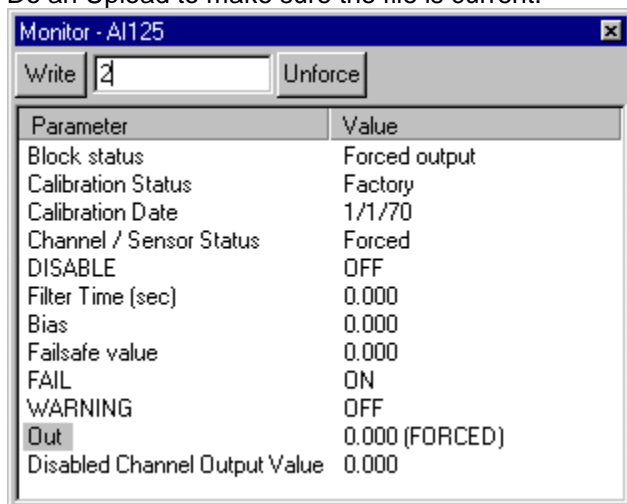 Do an Upload to make sure the file is current.
Monitor - AI125
Write 2 Unforce
Parameter Value
Block status Forced output
Calibration Status Factory
Calibration Date 1/1/70
Channel / Sensor Status Forced
DISABLE OFF
Filter Time (sec) 0.000
Bias 0.000
Failsafe value 0.000
FAIL ON
WARNING OFF
Out 0.000 (FORCED)
Disabled Channel Output Value 0.000